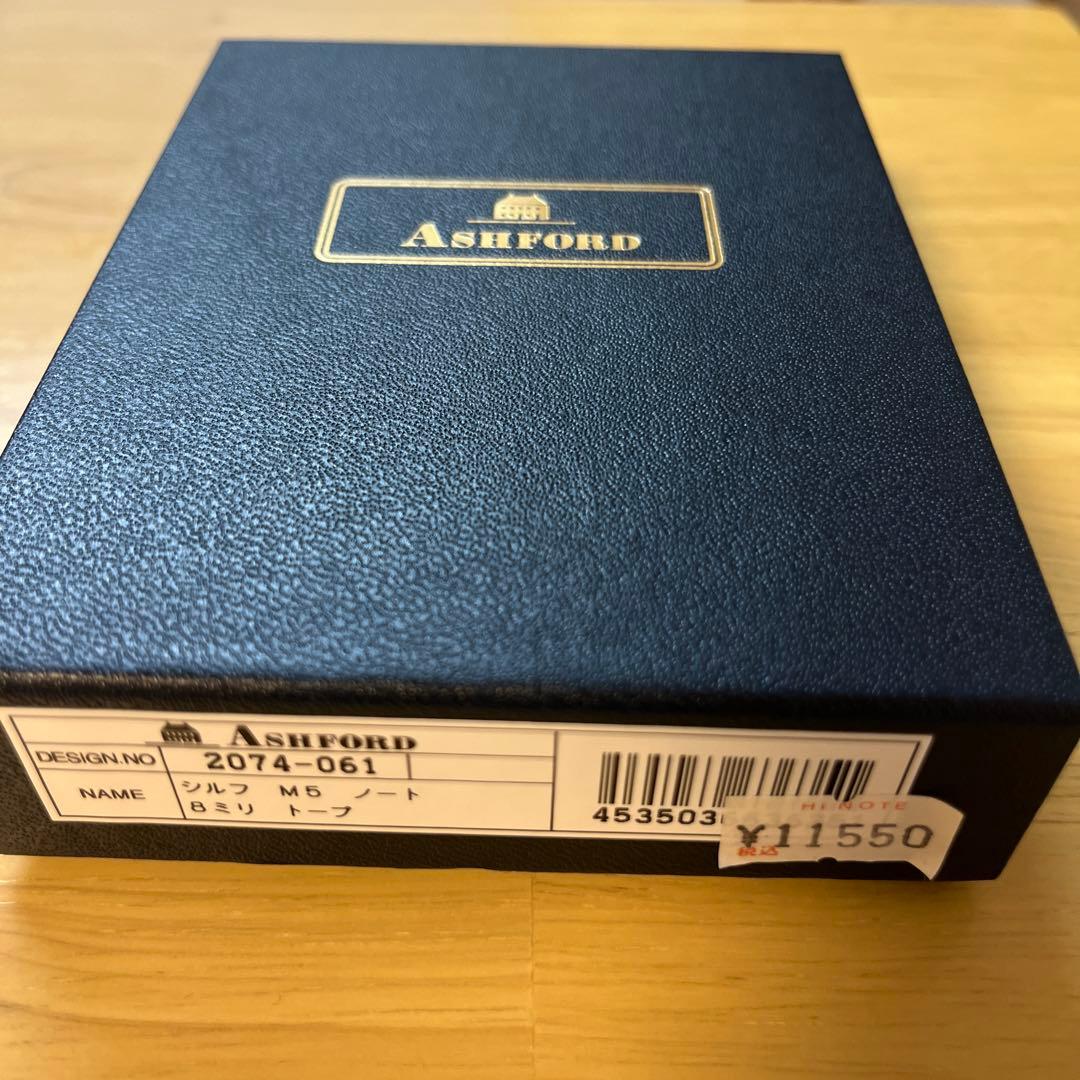 ASHFORD
ASHFORD
DESIGN.NO 2074-061
NAME シルフ M5 ノート
8ミリ トープ
HI NOTE
¥11550
税込